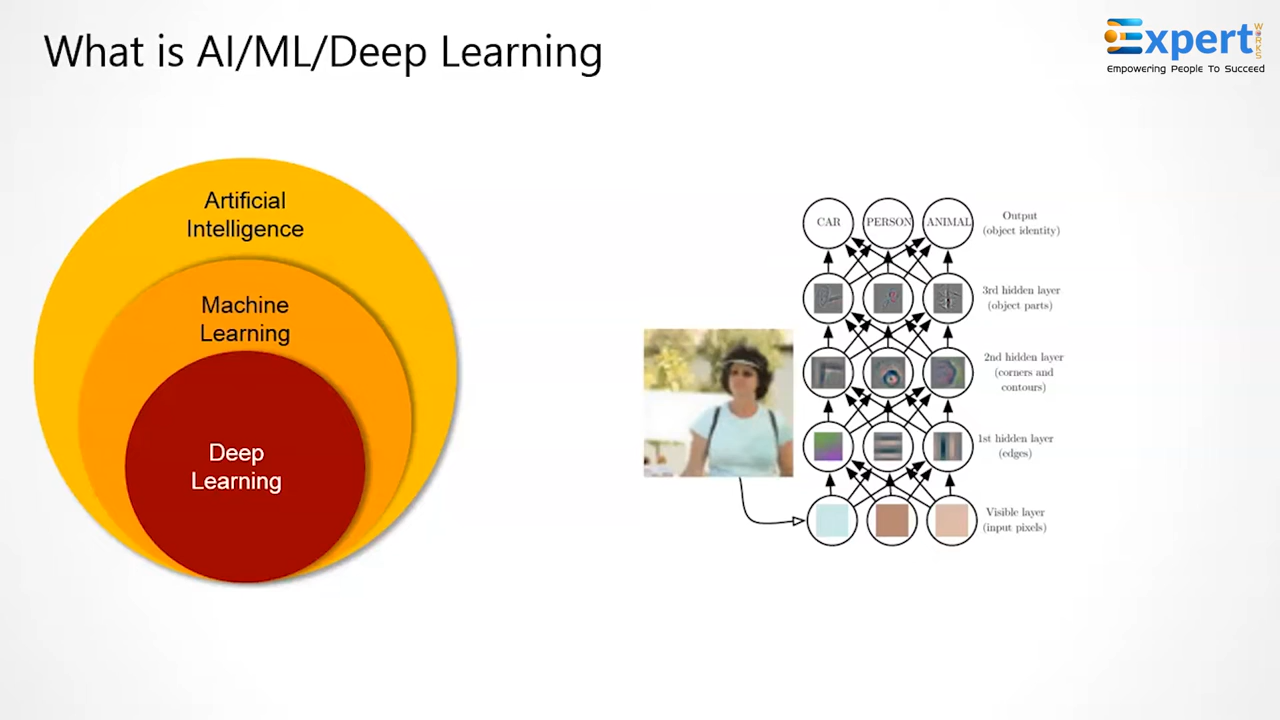 What is AI/ML/Deep Learning
Expert
WORKS
Empowering People To Succeed
Artificial
Intelligence
Machine
Learning
Deep
Learning
CAR
PERSON
ANIMAL
Output
(object identity)
3rd hidden layer
(object parts)
2nd hidden layer
(corners and
contours)
1st hidden layer
(edges)
Visible layer
(input pixels)